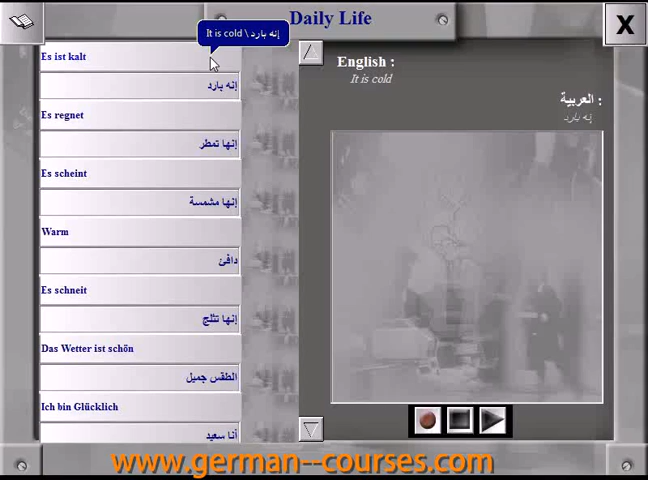 Daily Life
It is cold \ إنه بارد
Es ist kalt
إنه بارد
Es regnet
إنها تمطر
Es scheint
إنها مشمسة
Warm
دافئ
Es schneit
إنها تثلج
Das Wetter ist schön
الطقس جميل
Ich bin Glücklich
أنا سعيد
X
English :
It is cold
العربية :
إنه بارد
www.german--courses.com